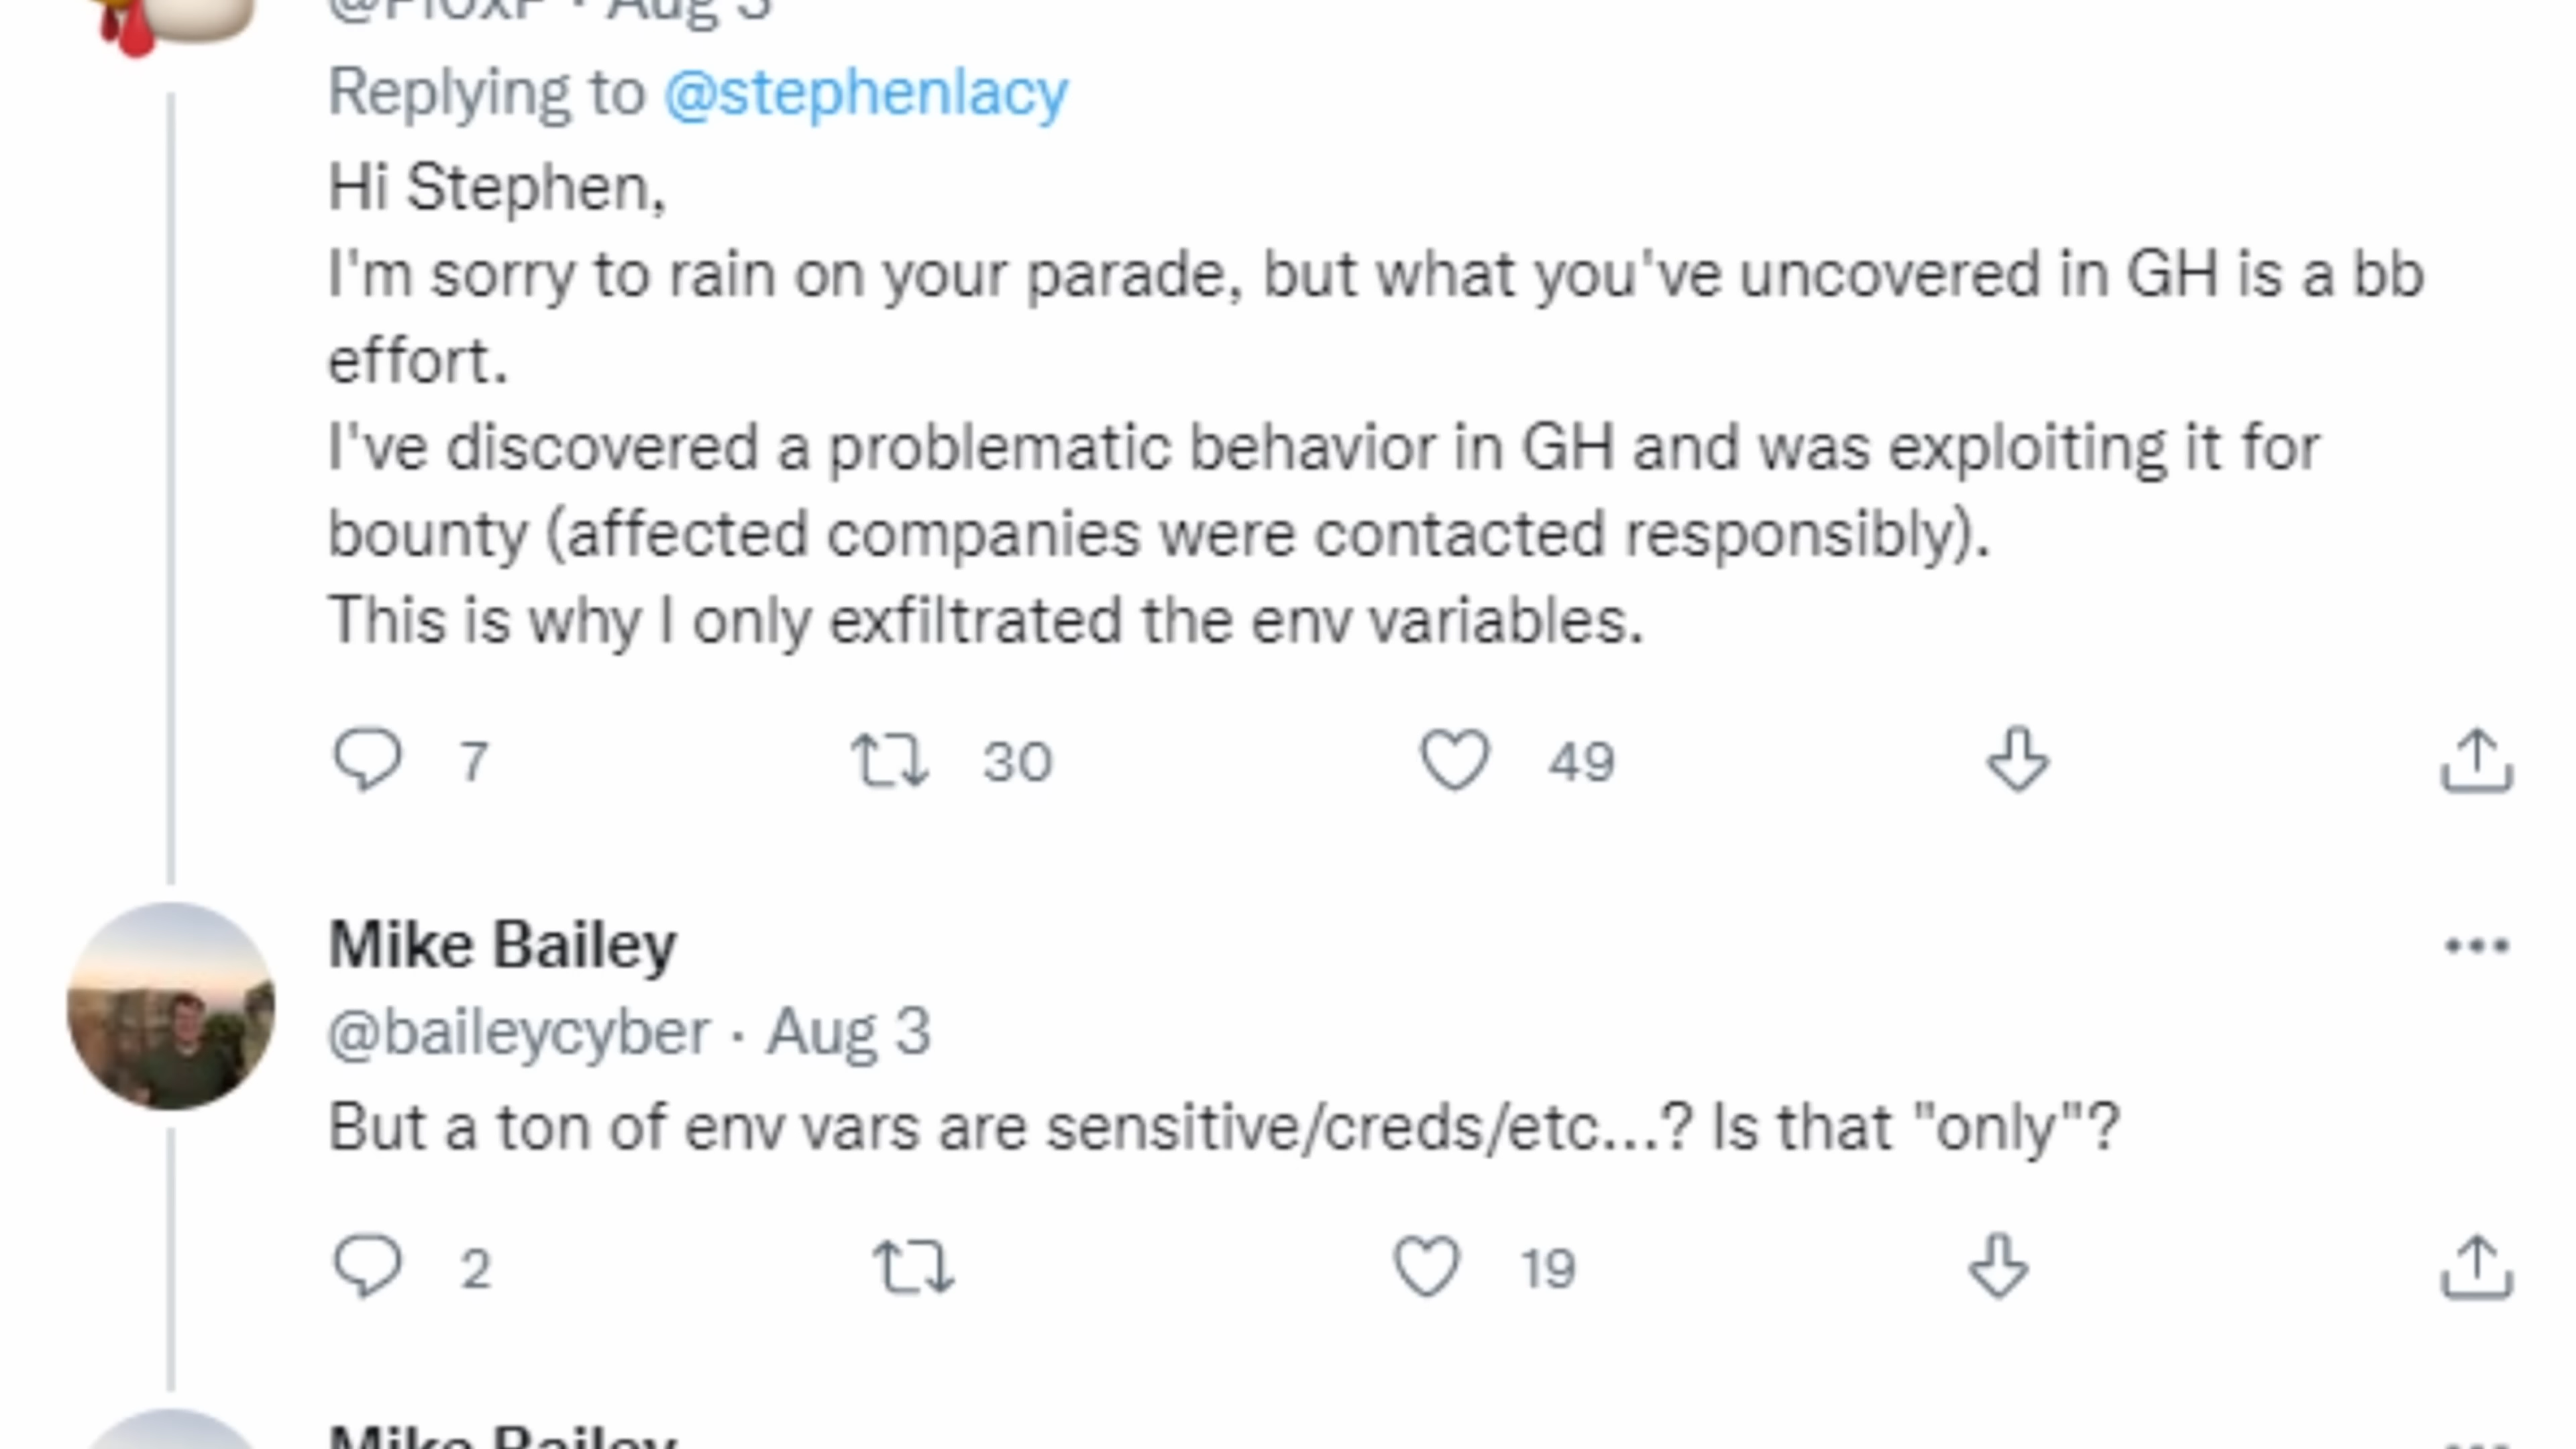 · Aug 3
Replying to @stephenlacy
Hi Stephen,
I'm sorry to rain on your parade, but what you've uncovered in GH is a bb
effort.
I've discovered a problematic behavior in GH and was exploiting it for
bounty (affected companies were contacted responsibly).
This is why I only exfiltrated the env variables.
7 30 49
Mike Bailey
@baileycyber · Aug 3
But a ton of env vars are sensitive/creds/etc...? Is that "only"?
2 19
Mike Bailey